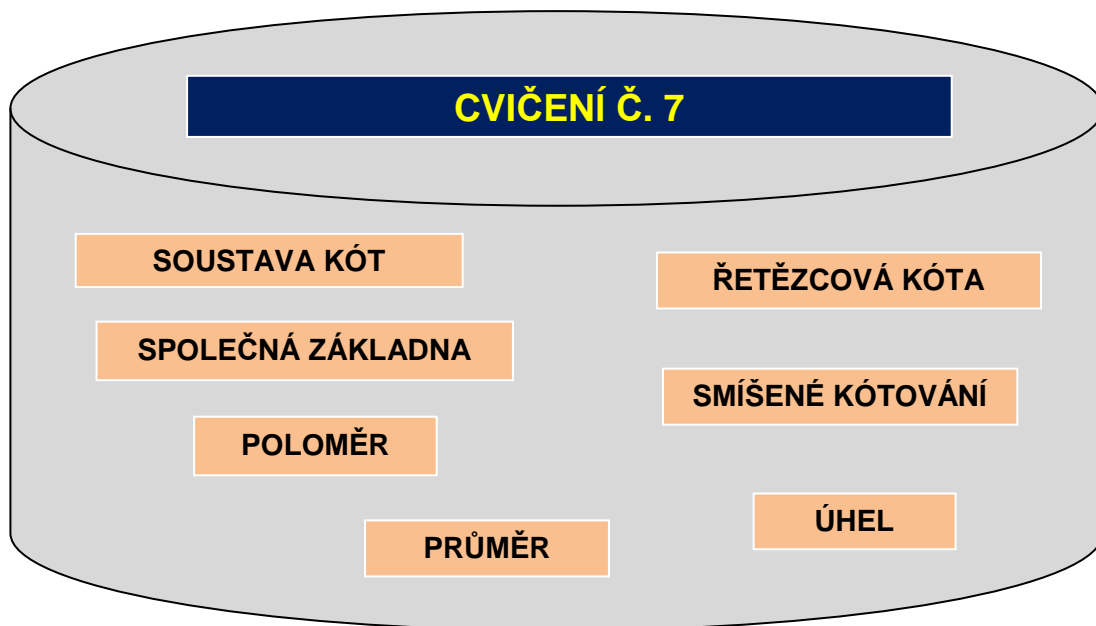 CVIČENÍ Č. 7
SOUSTAVA KÓT
ŘETĚZCOVÁ KÓTA
SPOLEČNÁ ZÁKLADNA
SMÍŠENÉ KÓTOVÁNÍ
POLOMĚR
ÚHEL
PRŮMĚR